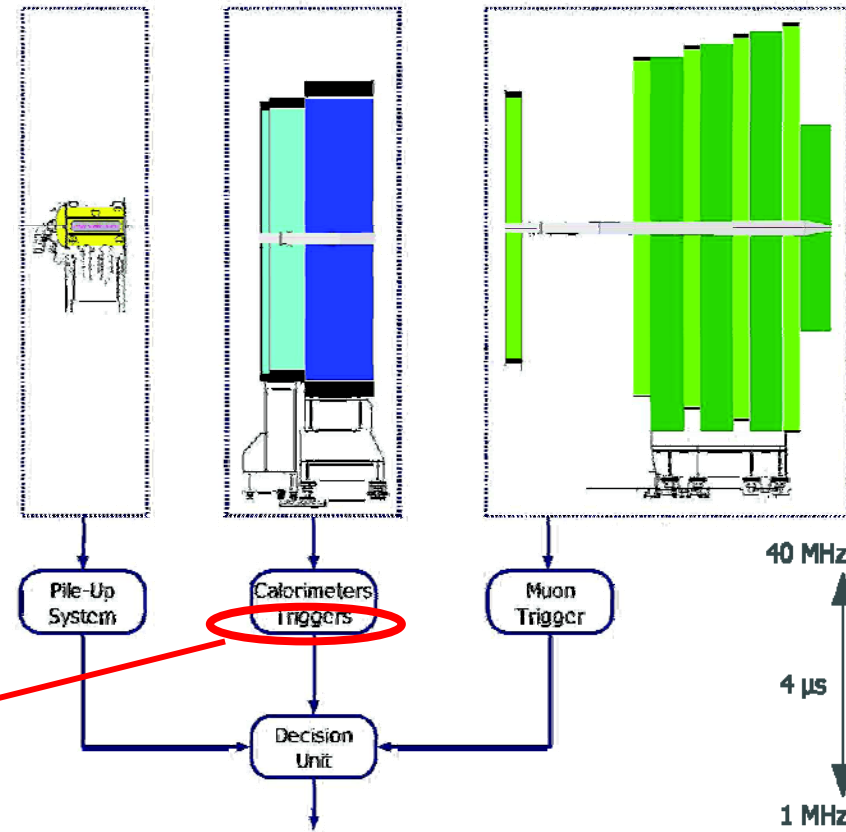 Pile-Up
System
Calorimeters
Triggers
Muon
Trigger
40 MHz
4 µs
Decision
Unit
1 MHz